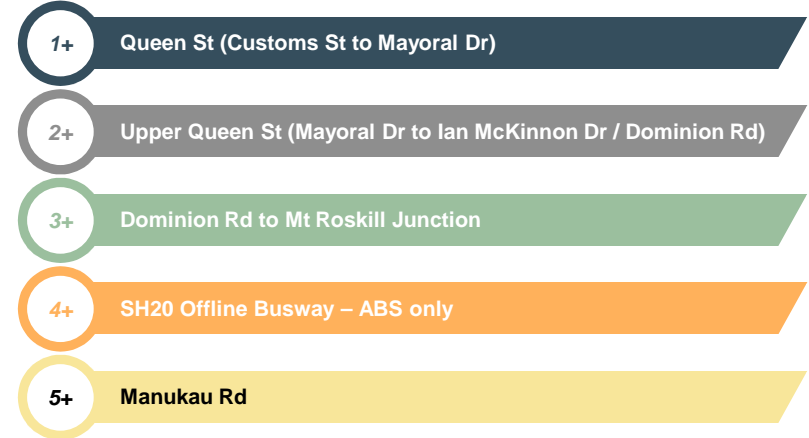 1+ Queen St (Customs St to Mayoral Dr)
2+ Upper Queen St (Mayoral Dr to Ian McKinnon Dr / Dominion Rd)
3+ Dominion Rd to Mt Roskill Junction
4+ SH20 Offline Busway – ABS only
5+ Manukau Rd